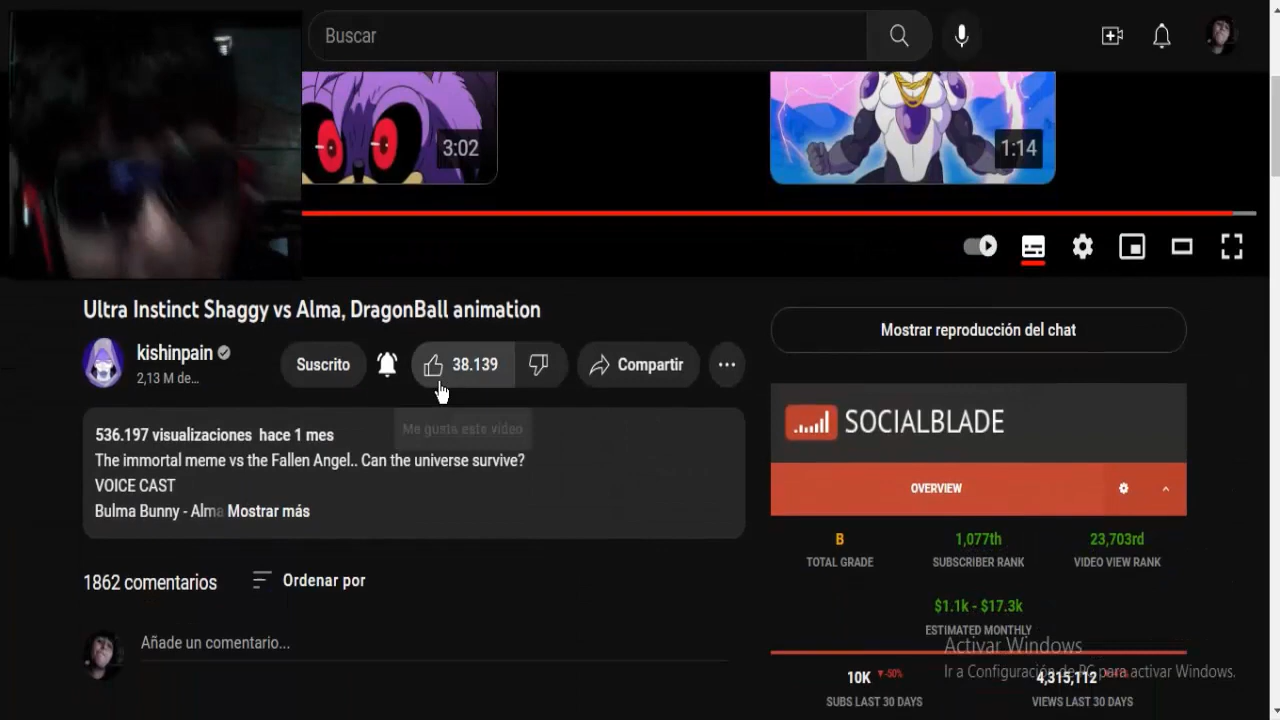 Buscar
3:02
1:14
Ultra Instinct Shaggy vs Alma, DragonBall animation
kishinpain
2,13 M de...
Suscrito
38.139
Compartir
Mostrar reproducción del chat
Me gusta este vídeo
536.197 visualizaciones hace 1 mes
The immortal meme vs the Fallen Angel.. Can the universe survive?
VOICE CAST
Bulma Bunny - Alma Mostrar más
SOCIALBLADE
OVERVIEW
B
TOTAL GRADE
1,077th
SUBSCRIBER RANK
23,703rd
VIDEO VIEW RANK
$1.1k - $17.3k
ESTIMATED MONTHLY
1862 comentarios
Ordenar por
Añade un comentario...
Activar Windows
Ir a Configuración de PC para activar Windows.
10K -50%
SUBS LAST 30 DAYS
4,315,112
VIEWS LAST 30 DAYS